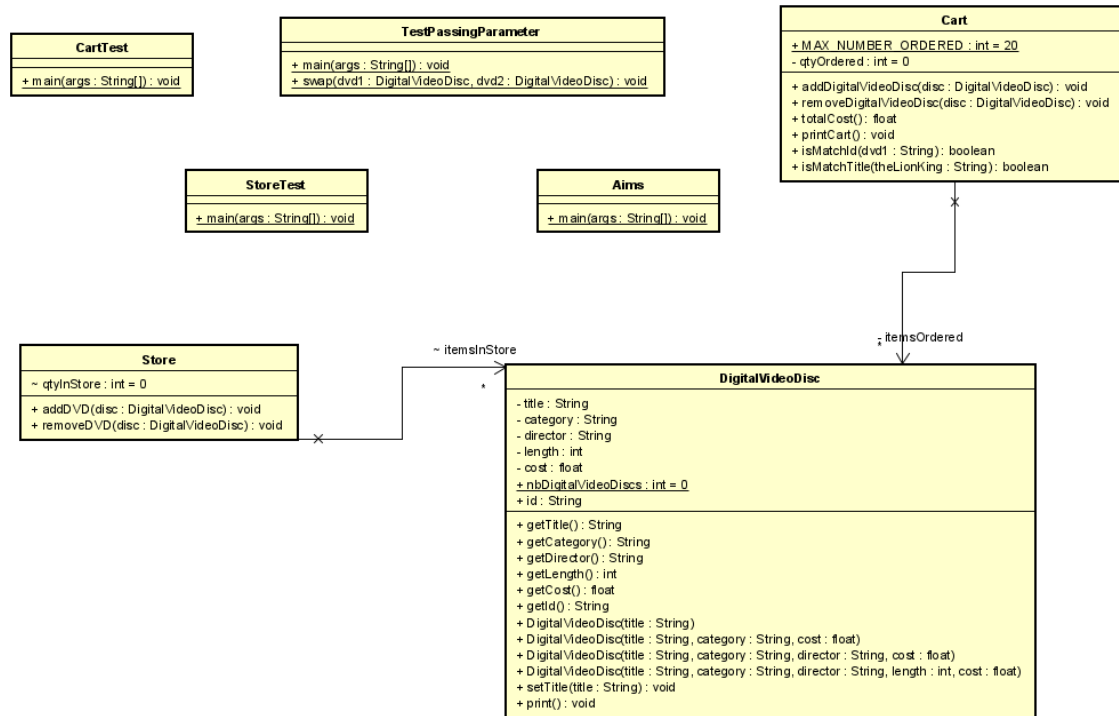 CartTest
+ main(args : String[]) : void
TestPassingParameter
+ main(args : String[]) : void
+ swap(dvd1 : DigitalVideoDisc, dvd2 : DigitalVideoDisc) : void
Cart
+ MAX_NUMBER_ORDERED : int = 20
- qtyOrdered : int = 0
+ addDigitalVideoDisc(disc : DigitalVideoDisc) : void
+ removeDigitalVideoDisc(disc : DigitalVideoDisc) : void
+ totalCost() : float
+ printCart() : void
+ isMatchId(dvd1 : String) : boolean
+ isMatchTitle(theLionKing : String) : boolean
StoreTest
+ main(args : String[]) : void
Aims
+ main(args : String[]) : void
- itemsOrdered
*
~ itemsInStore
*
Store
~ qtyInStore : int = 0
+ addDVD(disc : DigitalVideoDisc) : void
+ removeDVD(disc : DigitalVideoDisc) : void
DigitalVideoDisc
- title : String
- category : String
- director : String
- length : int
- cost : float
+ nbDigitalVideoDiscs : int = 0
+ id : String
+ getTitle() : String
+ getCategory() : String
+ getDirector() : String
+ getLength() : int
+ getCost() : float
+ getId() : String
+ DigitalVideoDisc(title : String)
+ DigitalVideoDisc(title : String, category : String, cost : float)
+ DigitalVideoDisc(title : String, category : String, director : String, cost : float)
+ DigitalVideoDisc(title : String, category : String, director : String, length : int, cost : float)
+ setTitle(title : String) : void
+ print() : void